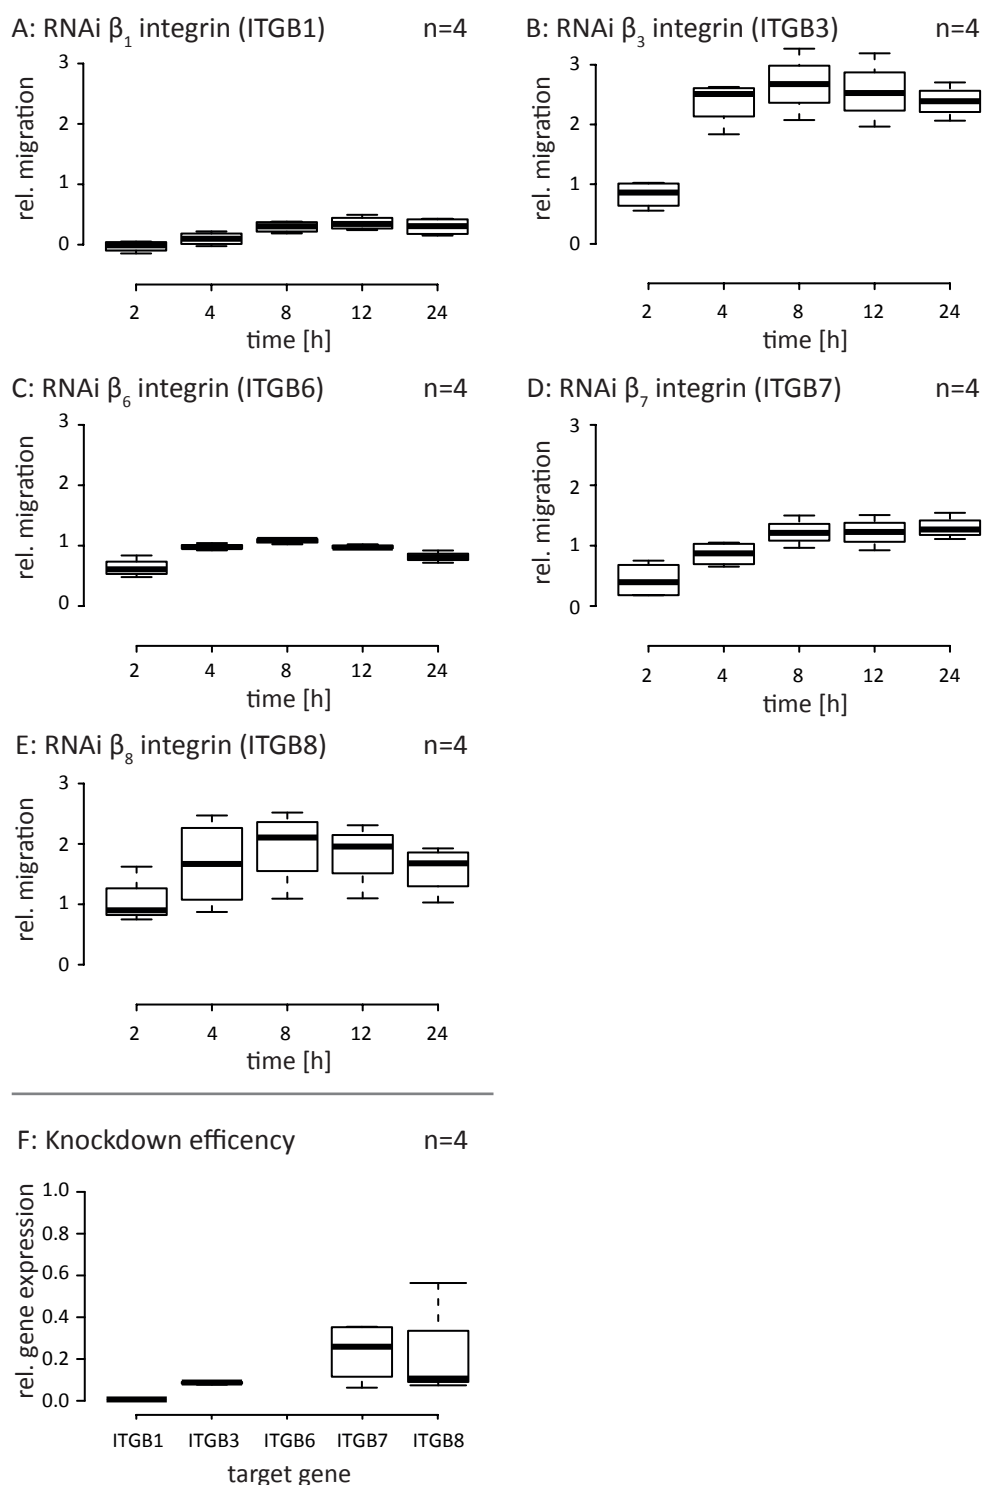 A: RNAi β1 integrin (ITGB1) n=4
rel. migration
3
2
1
0
2 4 8 12 24
time [h]
B: RNAi β3 integrin (ITGB3) n=4
rel. migration
3
2
1
0
2 4 8 12 24
time [h]
C: RNAi β6 integrin (ITGB6) n=4
rel. migration
3
2
1
0
2 4 8 12 24
time [h]
D: RNAi β7 integrin (ITGB7) n=4
rel. migration
3
2
1
0
2 4 8 12 24
time [h]
E: RNAi β8 integrin (ITGB8) n=4
rel. migration
3
2
1
0
2 4 8 12 24
time [h]
F: Knockdown efficency n=4
rel. gene expression
1.0
0.8
0.6
0.4
0.2
0.0
ITGB1 ITGB3 ITGB6 ITGB7 ITGB8
target gene